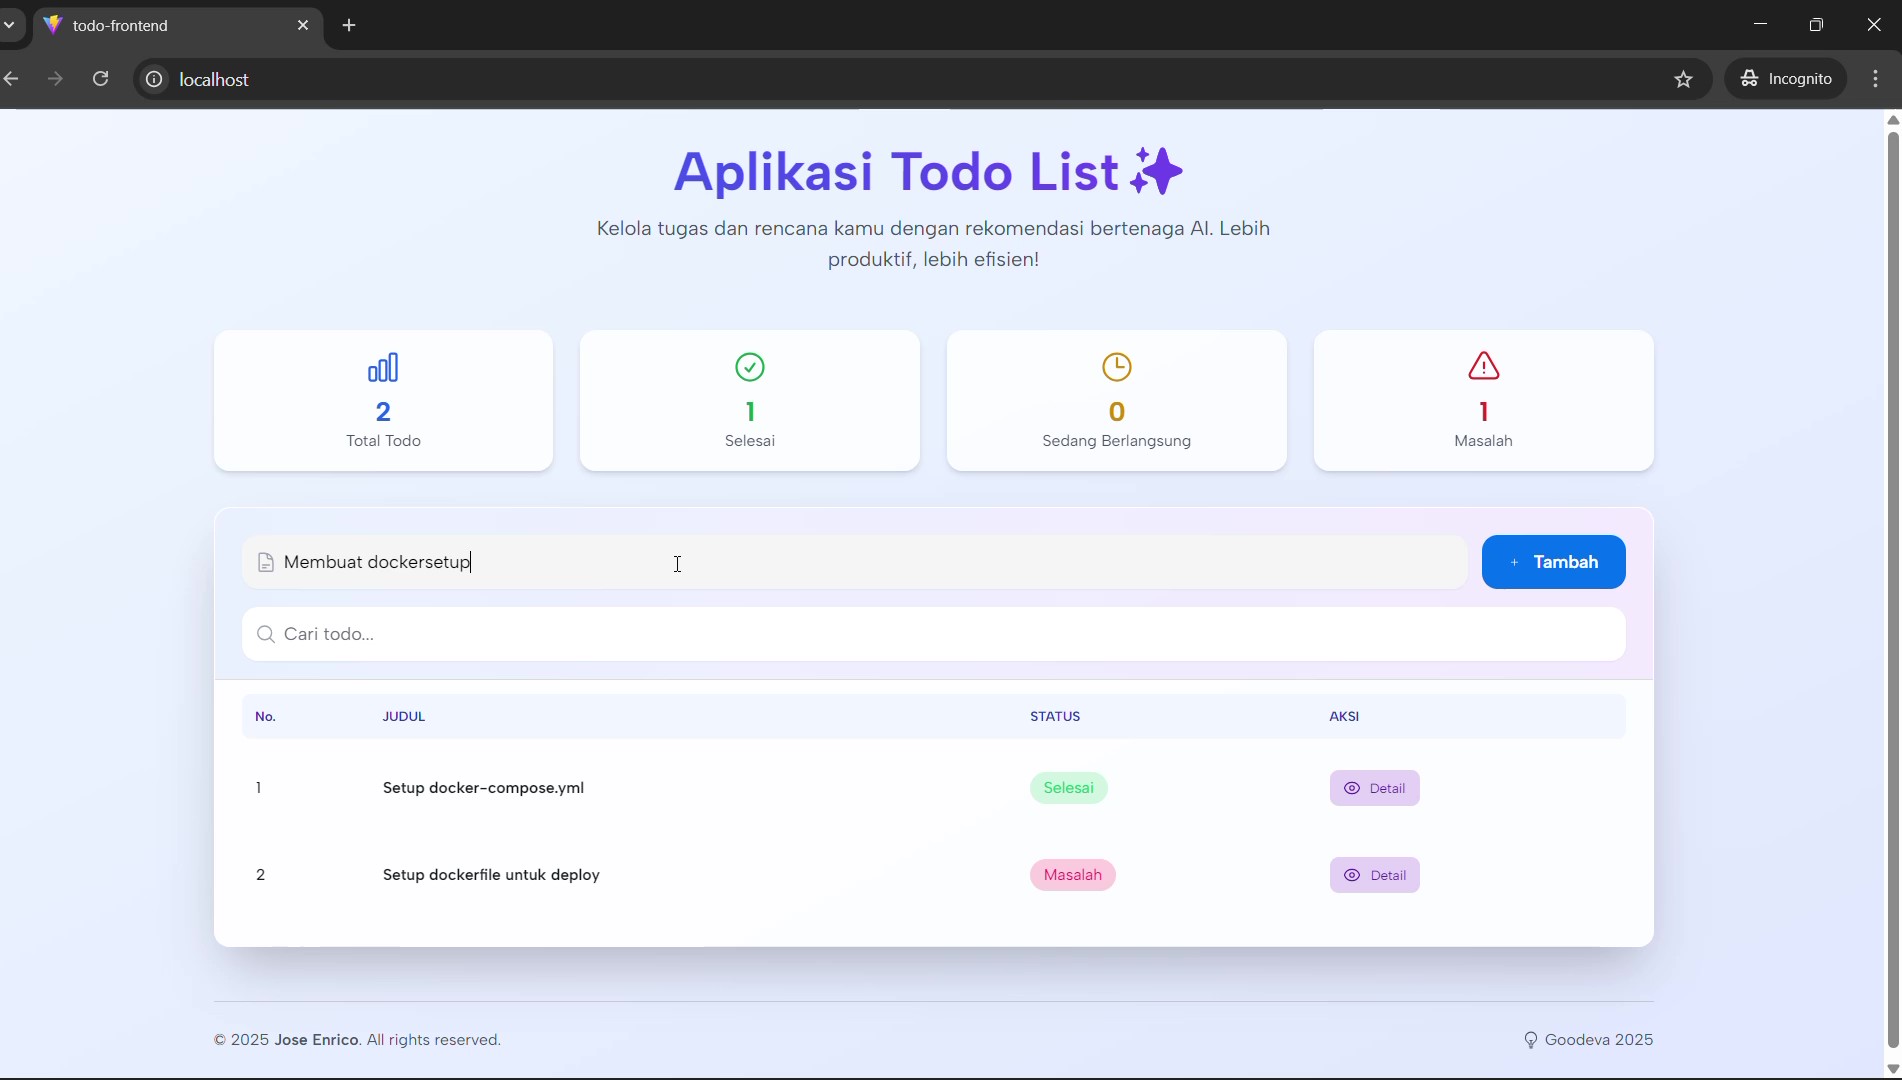 todo-frontend
localhost
Incognito
Aplikasi Todo List
Kelola tugas dan rencana kamu dengan rekomendasi bertenaga AI. Lebih
produktif, lebih efisien!
2
Total Todo
1
Selesai
0
Sedang Berlangsung
1
Masalah
Membuat dockersetup
+ Tambah
Cari todo...
No. JUDUL STATUS AKSI
1 Setup docker-compose.yml Selesai Detail
2 Setup dockerfile untuk deploy Masalah Detail
© 2025 Jose Enrico. All rights reserved.
Goodeva 2025